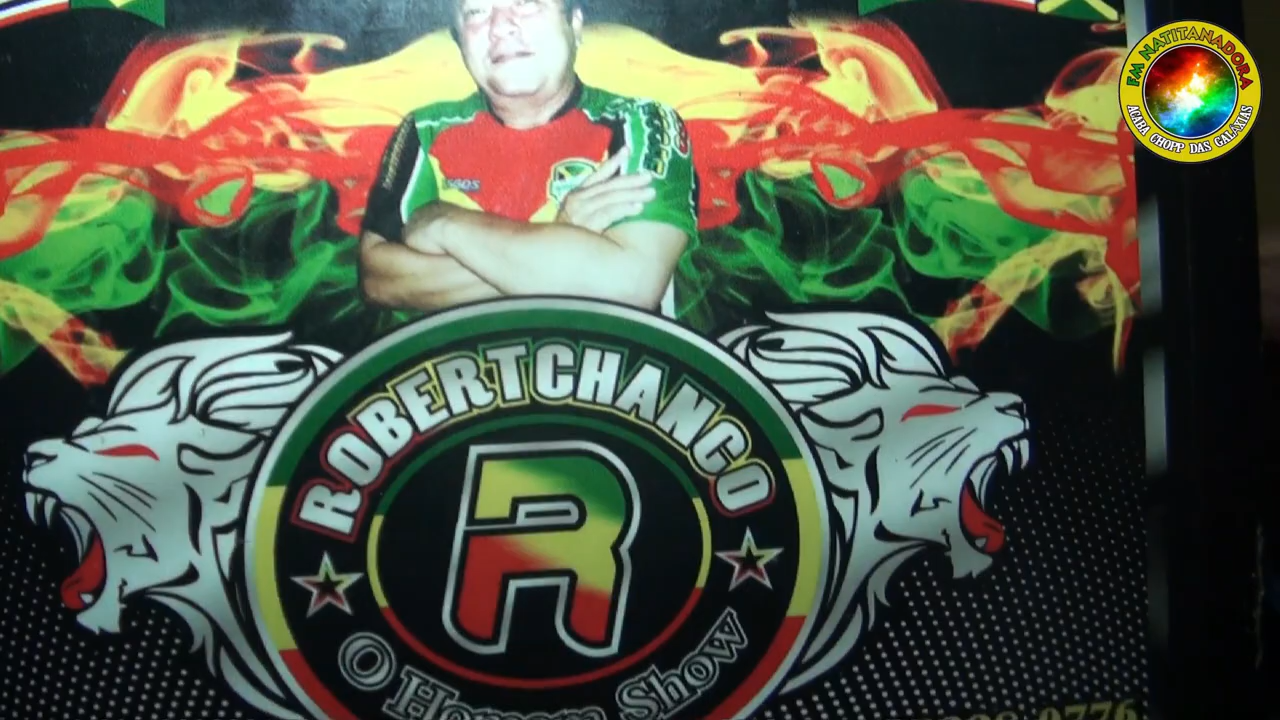 FM NATITANADORA
ACABA CHOPP DAS GALÁXIAS
ROBERTCHANCO
R
O Homem Show